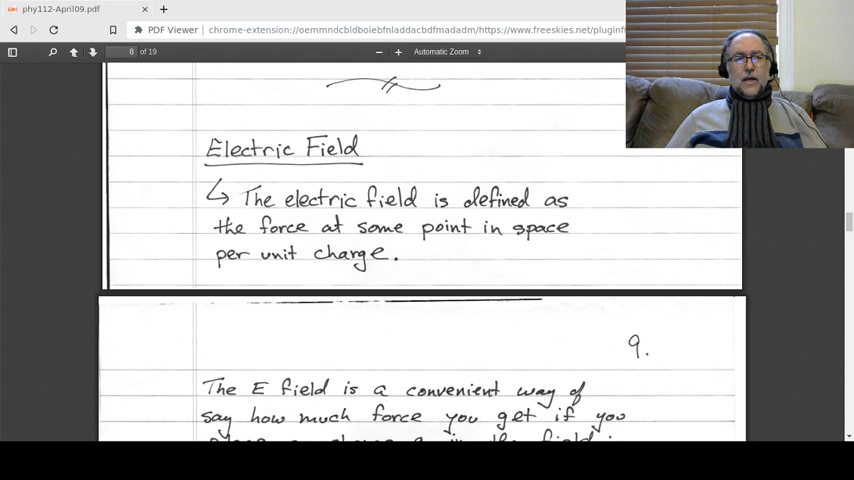 phy112-April09.pdf
PDF Viewer
chrome-extension://oemmndcbldboiebfnladdacbdfmadadm/https://www.freeskies.net/pluginfi
8 of 19
Automatic Zoom
Electric Field
↳ The electric field is defined as
the force at some point in space
per unit charge.
9.
The E field is a convenient way of
say how much force you get if you